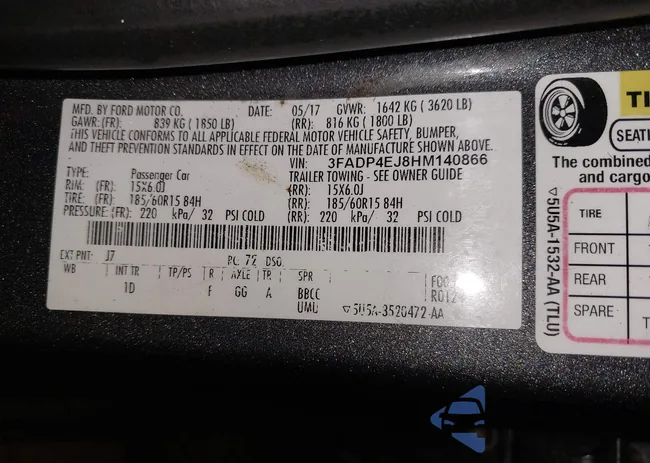 MFD. BY FORD MOTOR CO. DATE: 05/17 GVWR: 1642 KG ( 3620 LB)
GAWR:(FR): 839 KG ( 1850 LB) (RR): 816 KG ( 1800 LB)
THIS VEHICLE CONFORMS TO ALL APPLICABLE FEDERAL MOTOR VEHICLE SAFETY, BUMPER,
AND THEFT PREVENTION STANDARDS IN EFFECT ON THE DATE OF MANUFACTURE SHOWN ABOVE.
VIN: 3FADP4EJ8HM140866
TYPE: Passenger Car TRAILER TOWING - SEE OWNER GUIDE
RIM: (FR): 15X6.0J (RR): 15X6.0J
TIRE: (FR): 185/60R15 84H (RR): 185/60R15 84H
PRESSURE:(FR): 220 kPa/ 32 PSI COLD (RR): 220 kPa/ 32 PSI COLD
EXT PNT: J7 PC: 72 DSO:
WB INT TR TP/PS R AXLE TR SPR
1D F GG A BBCC
UMU ▽5U5A-3520472-AA
TI
SEATI
The combined
and cargo
TIRE
FRONT
REAR
SPARE
▽5U5A-1532-AA (TLU)